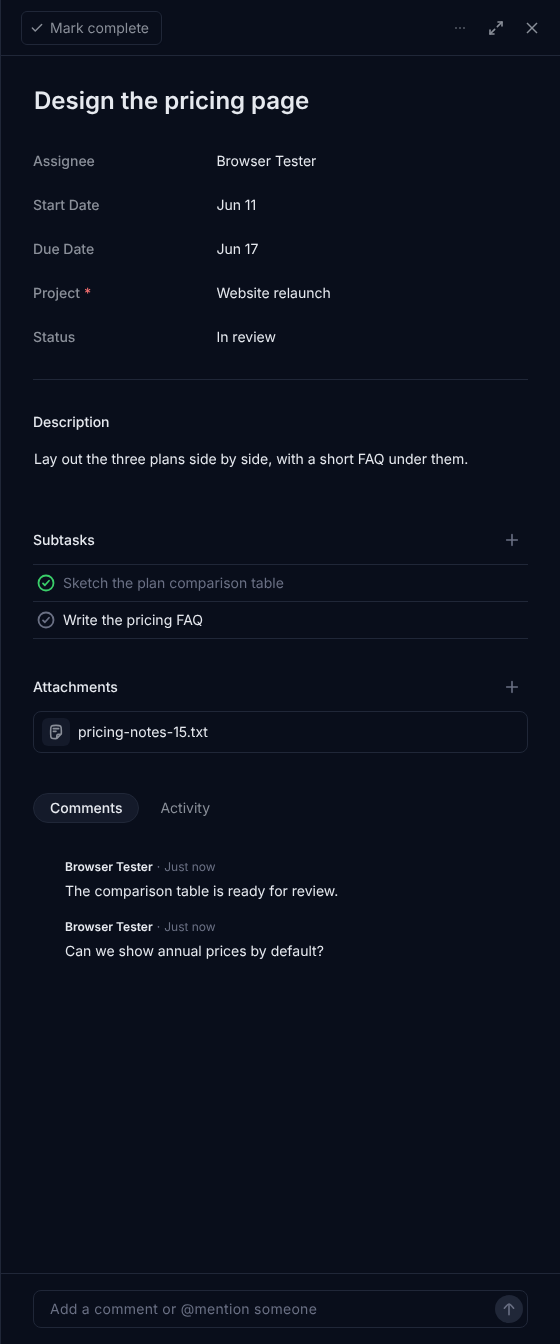 Mark complete
Design the pricing page
Assignee Browser Tester
Start Date Jun 11
Due Date Jun 17
Project * Website relaunch
Status In review
Description
Lay out the three plans side by side, with a short FAQ under them.
Subtasks
Sketch the plan comparison table
Write the pricing FAQ
Attachments
pricing-notes-15.txt
Comments Activity
Browser Tester · Just now
The comparison table is ready for review.
Browser Tester · Just now
Can we show annual prices by default?
Add a comment or @mention someone